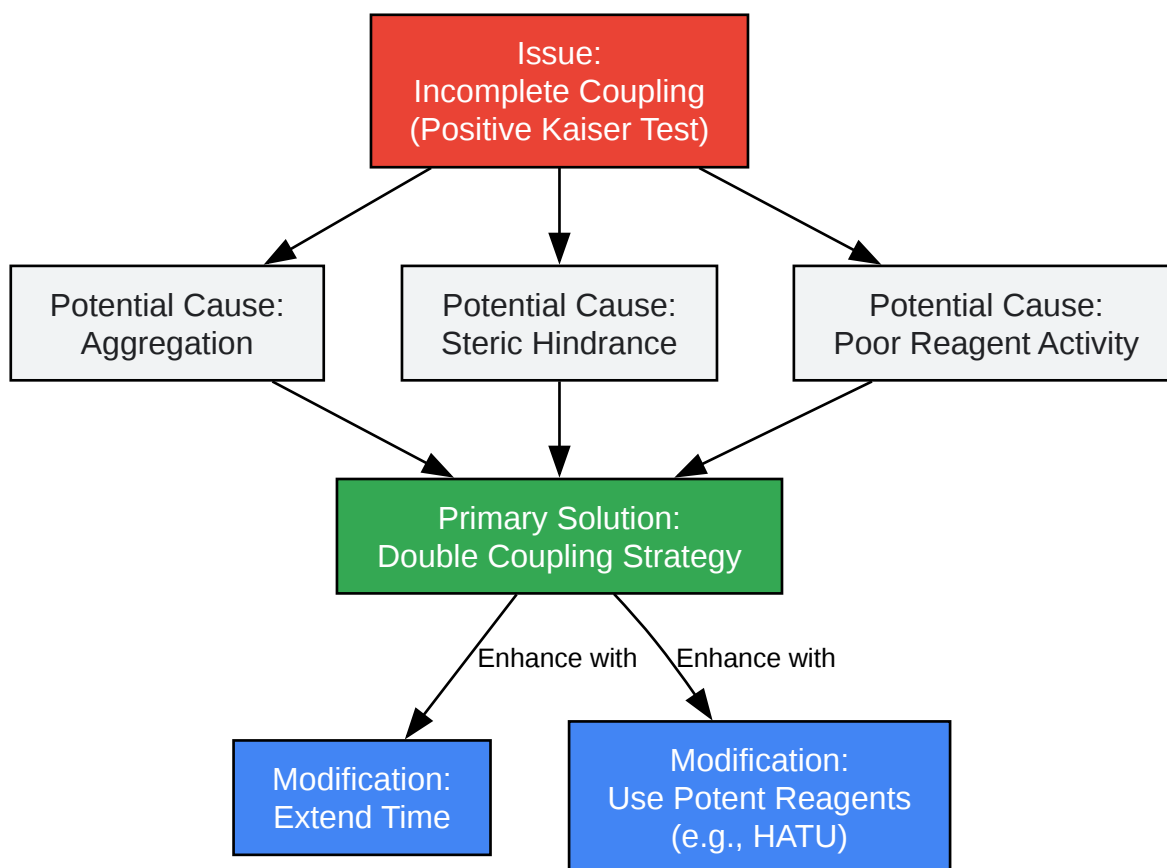 Issue:
Incomplete Coupling
(Positive Kaiser Test)
Potential Cause:
Aggregation
Potential Cause:
Steric Hindrance
Potential Cause:
Poor Reagent Activity
Primary Solution:
Double Coupling Strategy
Enhance with
Enhance with
Modification:
Extend Time
Modification:
Use Potent Reagents
(e.g., HATU)